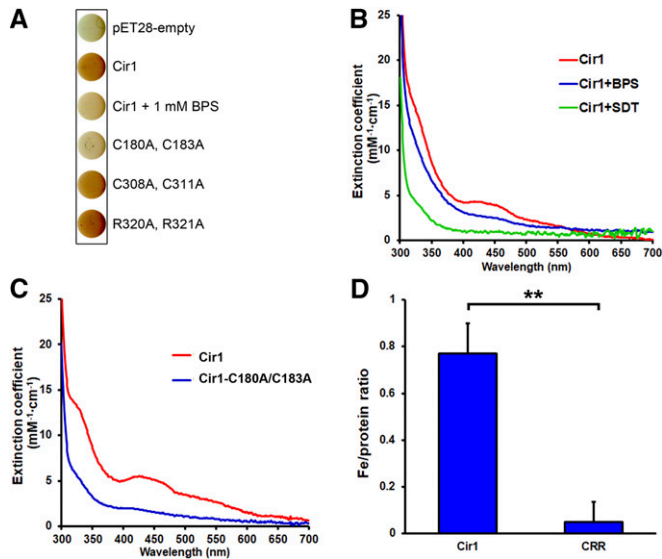 A
pET28-empty
Cir1
Cir1 + 1 mM BPS
C180A, C183A
C308A, C311A
R320A, R321A
B
Extinction coefficient
(mM⁻¹·cm⁻¹)
25
20
15
10
5
0
Cir1
Cir1+BPS
Cir1+SDT
300 350 400 450 500 550 600 650 700
Wavelength (nm)
C
Extinction coefficient
(mM⁻¹·cm⁻¹)
25
20
15
10
5
0
Cir1
Cir1-C180A/C183A
300 350 400 450 500 550 600 650 700
Wavelength (nm)
D
Fe/protein ratio
1
0.8
0.6
0.4
0.2
0
**
Cir1 CRR